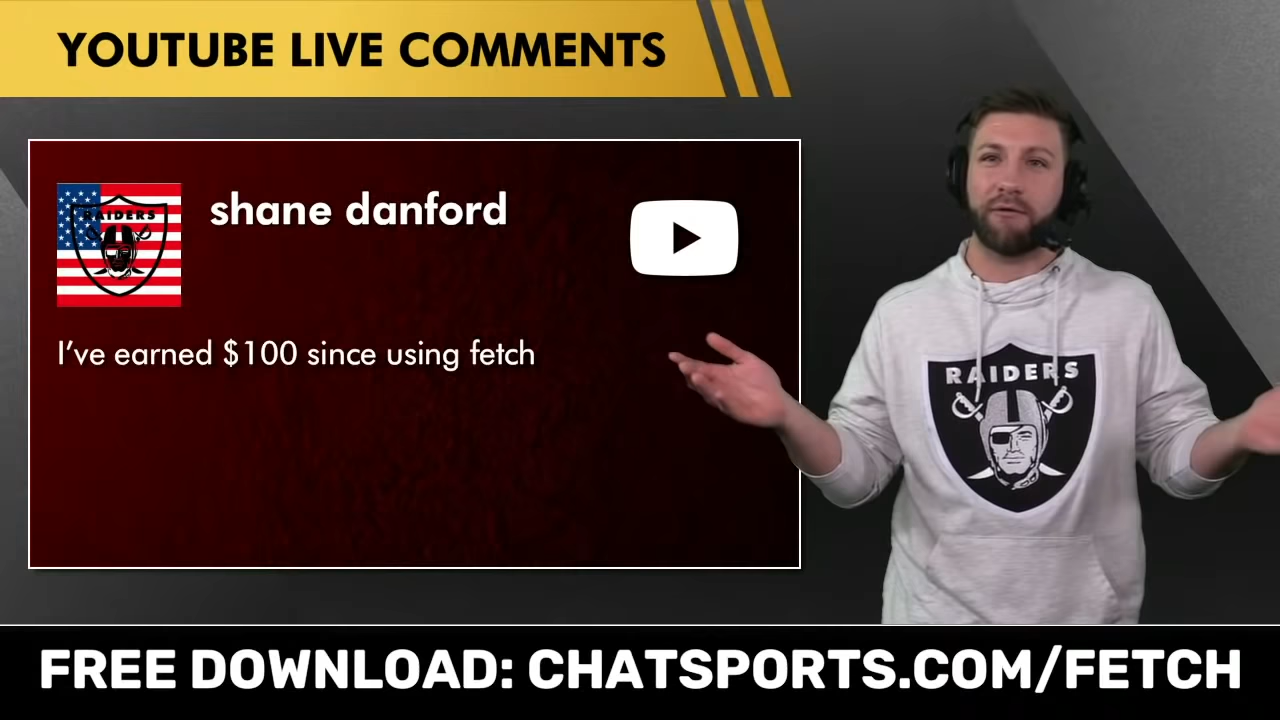 YOUTUBE LIVE COMMENTS
RAIDERS
shane danford
I've earned $100 since using fetch
RAIDERS
FREE DOWNLOAD: CHATSPORTS.COM/FETCH